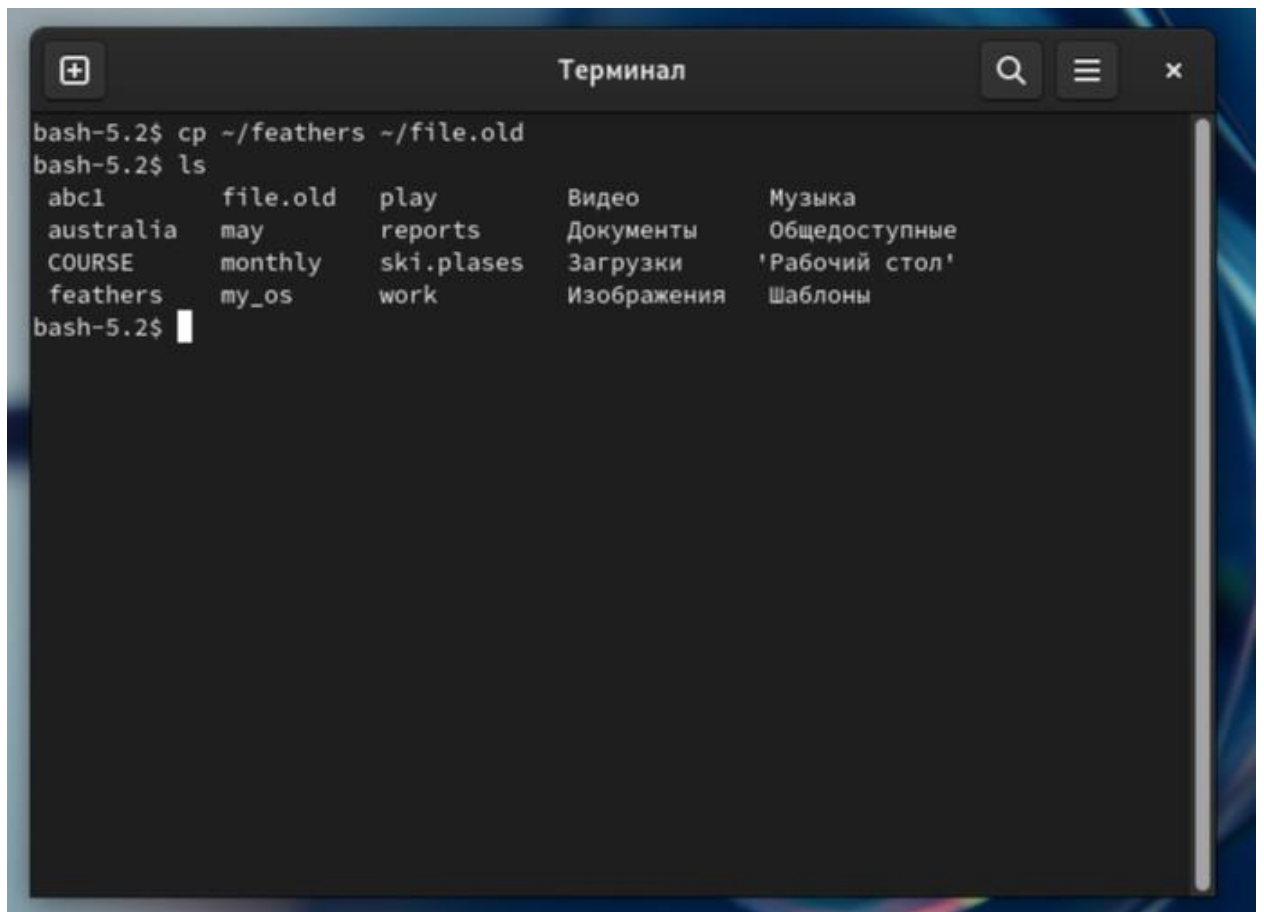 Терминал
bash-5.2$ cp ~/feathers ~/file.old
bash-5.2$ ls
abc1 file.old play Видео Музыка
australia may reports Документы Общедоступные
COURSE monthly ski.plases Загрузки 'Рабочий стол'
feathers my_os work Изображения Шаблоны
bash-5.2$